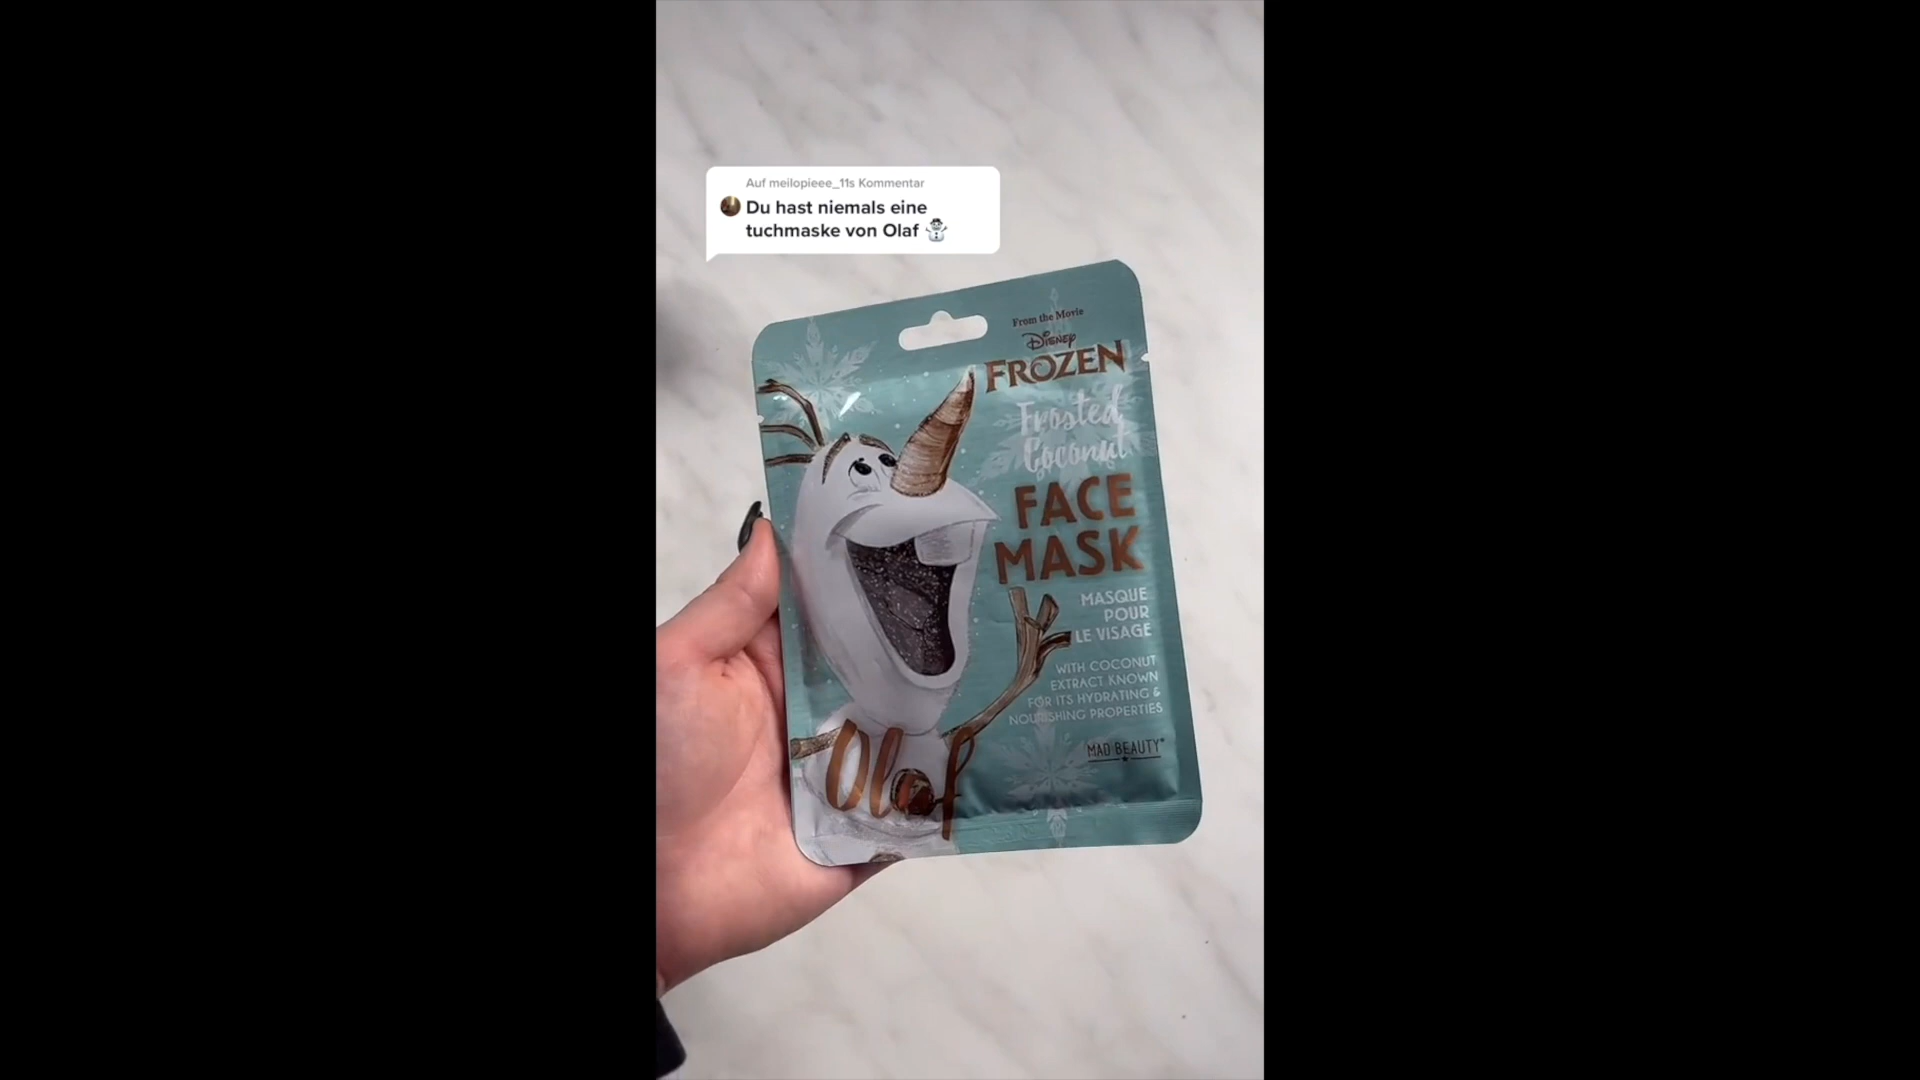 Auf meilopieee_11s Kommentar
Du hast niemals eine
tuchmaske von Olaf ⛄
From the Movie
Disney
FROZEN
Frosted
Coconut
FACE
MASK
MASQUE
POUR
LE VISAGE
WITH COCONUT
EXTRACT KNOWN
FOR ITS HYDRATING &
NOURISHING PROPERTIES
MAD BEAUTY®
Olaf